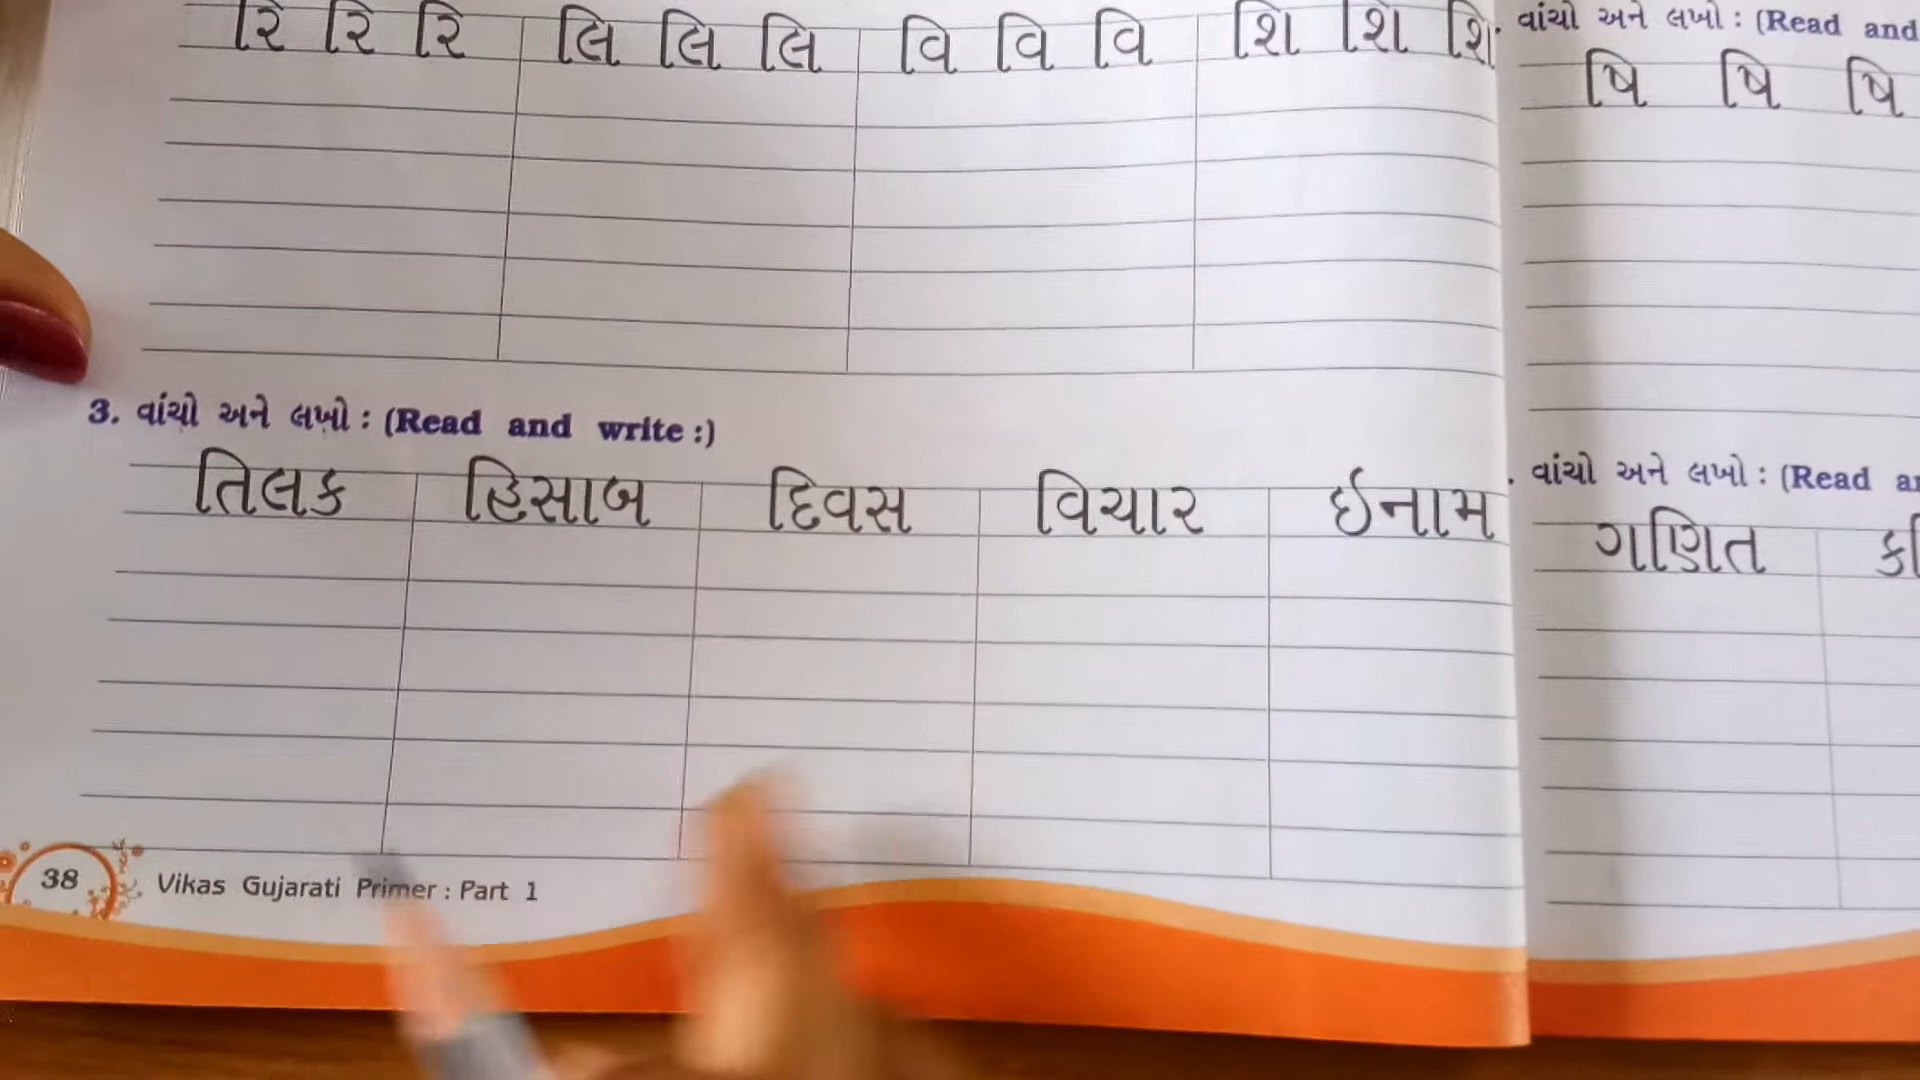 રિ રિ રિ લિ લિ લિ વિ વિ વિ શિ શિ શિ
3. વાંચો અને લખો : (Read and write :)
તિલક હિસાબ દિવસ વિચાર ઈનામ
38 Vikas Gujarati Primer : Part 1
. વાંચો અને લખો : (Read and
ષિ ષિ ષિ
. વાંચો અને લખો : (Read
ગણિત